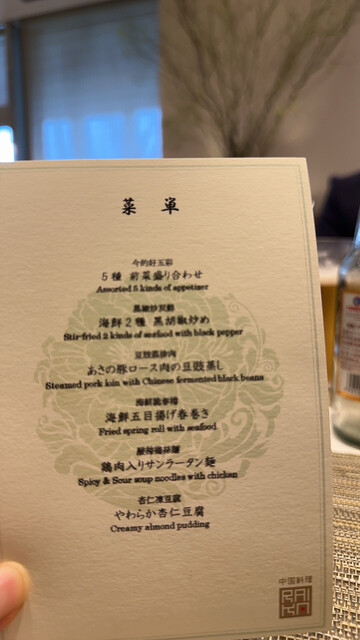 菜 単
今的好五彩
5種 前菜盛り合わせ
Assorted 5 kinds of appetizer
黒椒炒双鮮
海鮮2種 黒胡椒炒め
Stir-fried 2 kinds of seafood with black pepper
豆豉蒸排肉
あさの豚ロース肉の豆豉蒸し
Steamed pork loin with Chinese fermented black beans
海鮮龍春捲
海鮮五目揚げ春巻き
Fried spring roll with seafood
酸辣鶏絲麺
鶏肉入りサンラータン麺
Spicy & Sour soup noodles with chicken
杏仁凍豆腐
やわらか杏仁豆腐
Creamy almond pudding
中国料理